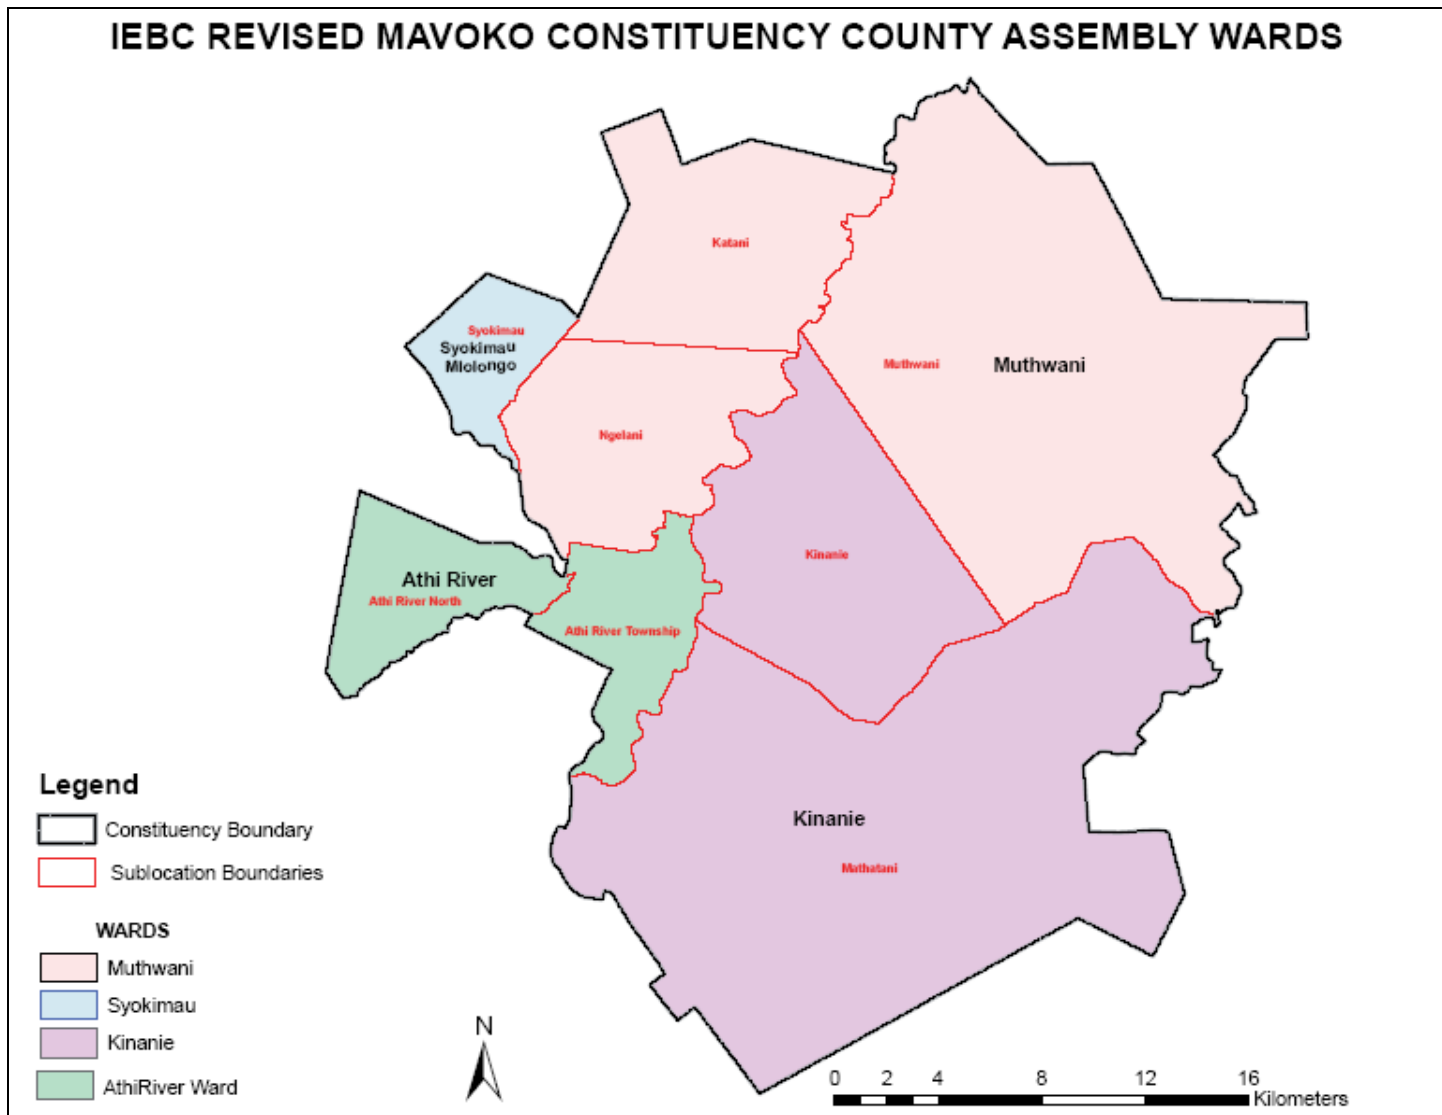 IEBC REVISED MAVOKO CONSTITUENCY COUNTY ASSEMBLY WARDS
Katani
Syokimau
Syokimau
Mlolongo
Muthwani
Muthwani
Ngelani
Kinanie
Athi River
Athi River North
Athi River Township
Kinanie
Mathatani
Legend
Constituency Boundary
Sublocation Boundaries
WARDS
Muthwani
Syokimau
Kinanie
AthiRiver Ward
N
0 2 4 8 12 16
Kilometers